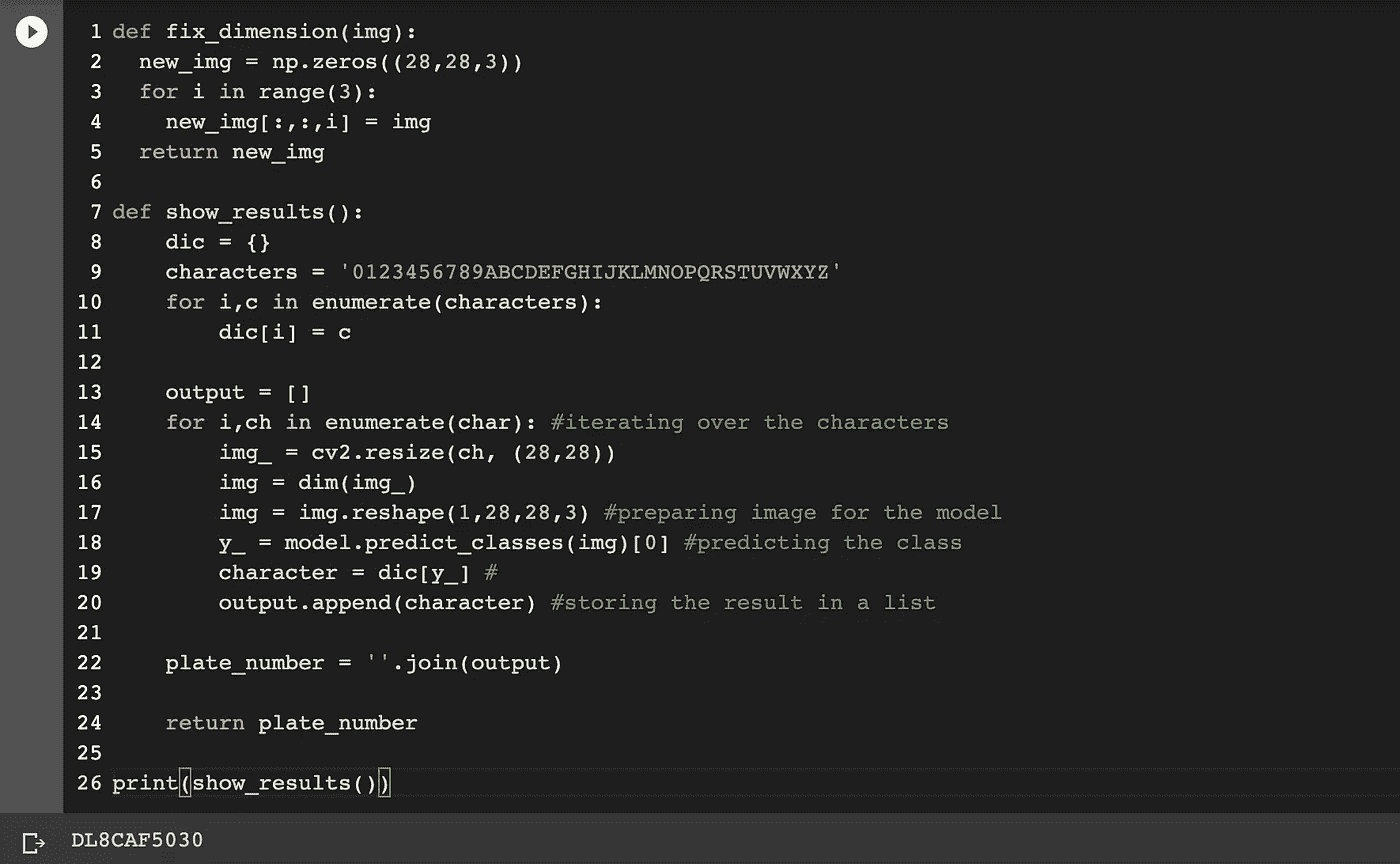 1 def fix_dimension(img):
2   new_img = np.zeros((28,28,3))
3   for i in range(3):
4     new_img[:,:,i] = img
5   return new_img
6
7 def show_results():
8     dic = {}
9     characters = '0123456789ABCDEFGHIJKLMNOPQRSTUVWXYZ'
10     for i,c in enumerate(characters):
11         dic[i] = c
12
13     output = []
14     for i,ch in enumerate(char): #iterating over the characters
15         img_ = cv2.resize(ch, (28,28))
16         img = dim(img_)
17         img = img.reshape(1,28,28,3) #preparing image for the model
18         y_ = model.predict_classes(img)[0] #predicting the class
19         character = dic[y_] #
20         output.append(character) #storing the result in a list
21
22     plate_number = ''.join(output)
23
24     return plate_number
25
26 print(show_results())
DL8CAF5030